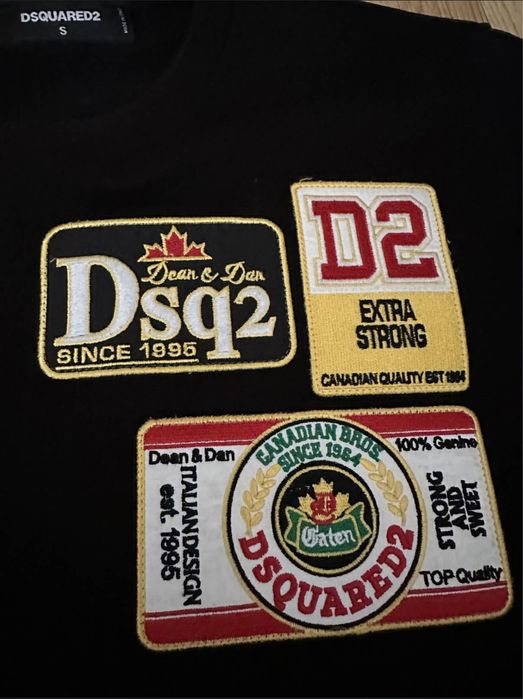 DSQUARED2
S
Dean & Dan
Dsq2
SINCE 1995
D2
EXTRA
STRONG
CANADIAN QUALITY EST 1964
CANADIAN BROS.
SINCE 1964
Dean & Dan
100% Genine
ITALIAN DESIGN
est. 1995
D
Caten
STRONG
AND
SWEET
TOP Quality
DSQUARED2